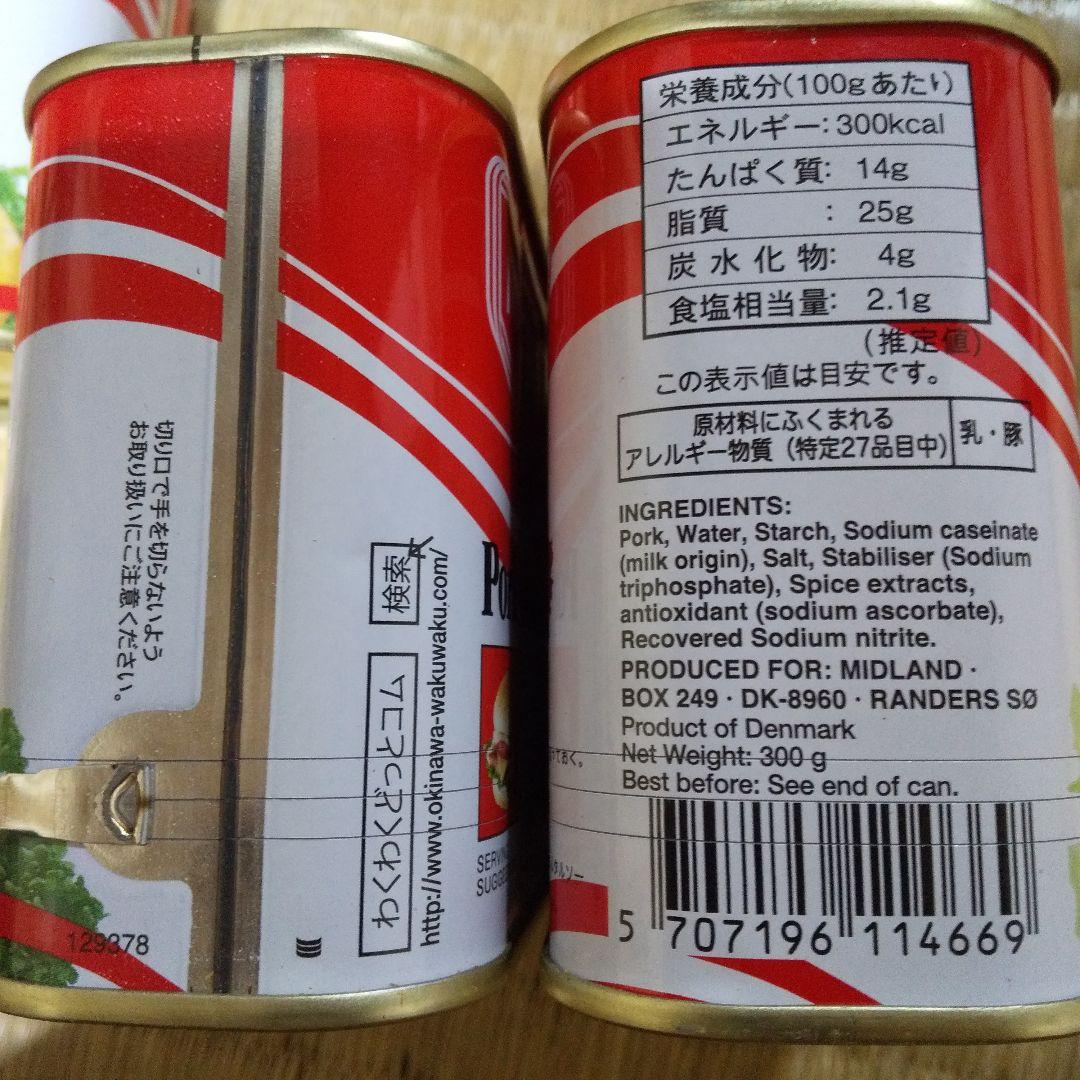 切り口で手を切らないよう
お取り扱いにご注意ください。
検索
わくわくどっとコム
http://www.okinawa-wakuwaku.com/
129378
栄養成分(100gあたり)
エネルギー: 300kcal
たんぱく質: 14g
脂質 : 25g
炭水化物: 4g
食塩相当量: 2.1g
(推定値)
この表示値は目安です。
原材料にふくまれる
アレルギー物質(特定27品目中)
乳・豚
INGREDIENTS:
Pork, Water, Starch, Sodium caseinate
(milk origin), Salt, Stabiliser (Sodium
triphosphate), Spice extracts,
antioxidant (sodium ascorbate),
Recovered Sodium nitrite.
PRODUCED FOR: MIDLAND ·
BOX 249 · DK-8960 · RANDERS SØ
Product of Denmark
Net Weight: 300 g
Best before: See end of can.
5 707196 114669